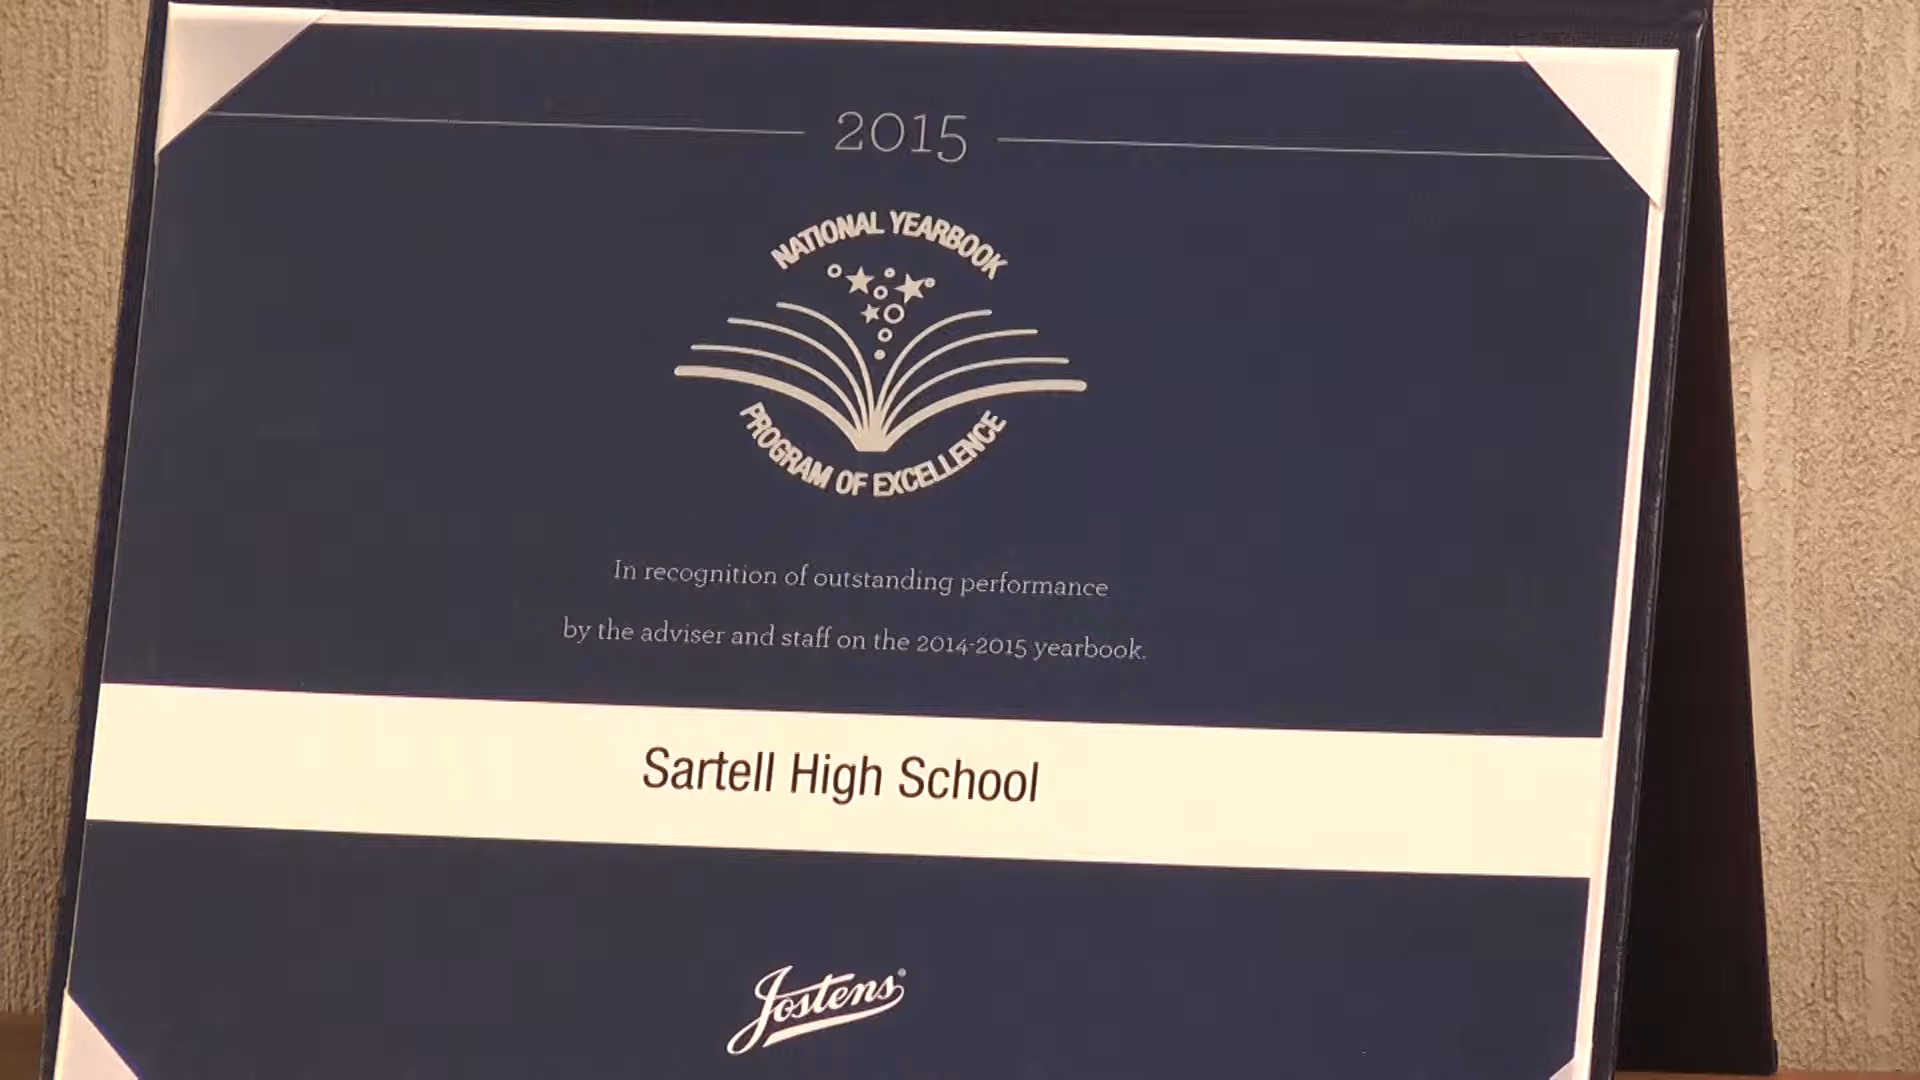 2015
NATIONAL YEARBOOK
PROGRAM OF EXCELLENCE
In recognition of outstanding performance
by the adviser and staff on the 2014-2015 yearbook.
Sartell High School
Jostens®